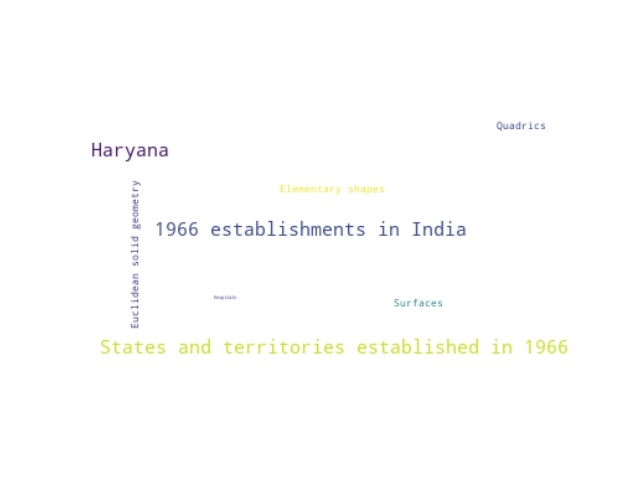 Quadrics
Haryana
Elementary shapes
Euclidean solid geometry
1966 establishments in India
Hospitals
Surfaces
States and territories established in 1966